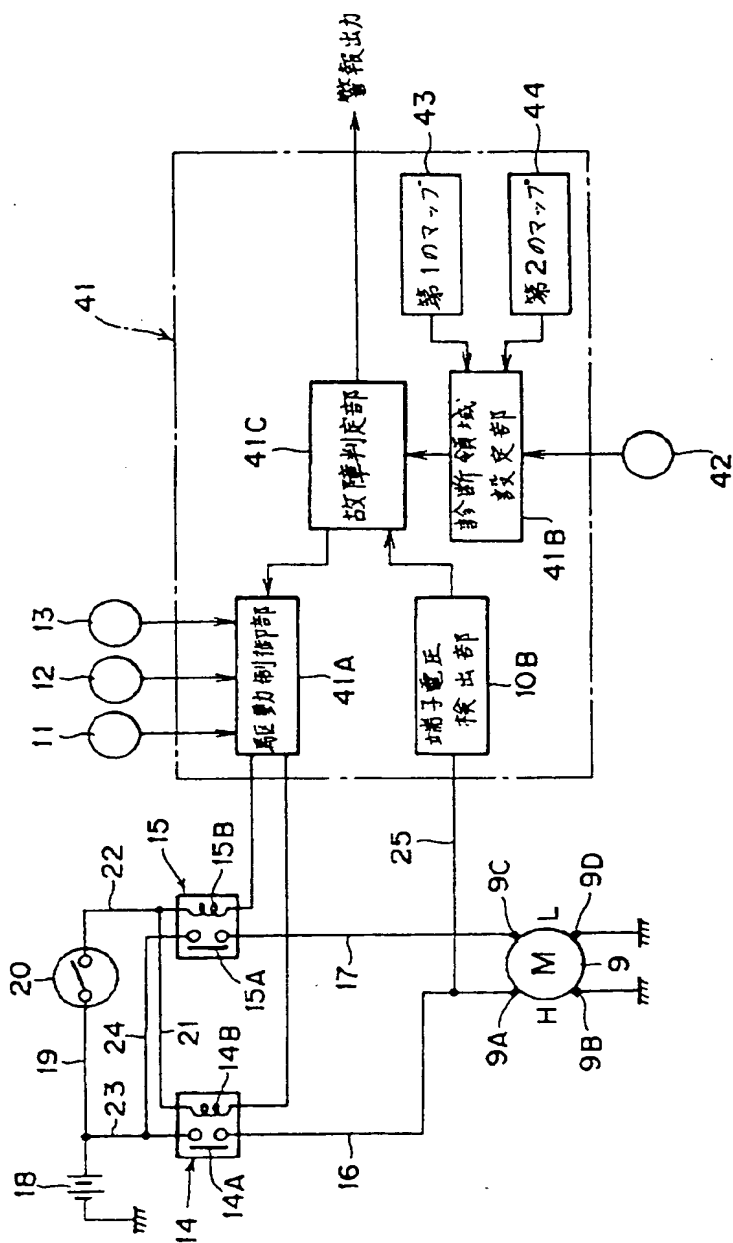 警報出力
41
43
第1のマップ
44
第2のマップ
41C
故障判定部
診断領域
設定部
41B
42
13
12
11
駆動制御部
41A
端子電圧
検出部
10B
25
22
15
15B
15A
20
24
21
19
14B
23
18
14
14A
16
17
9C
9D
L
M
9
H
9A
9B